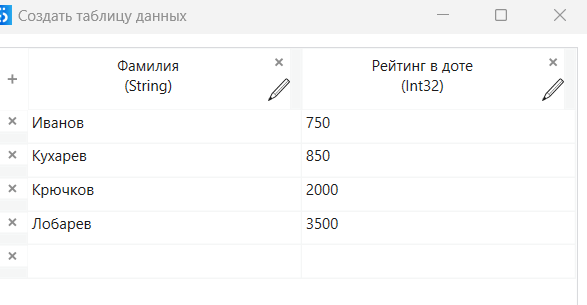 Создать таблицу данных
Фамилия
(String)
Рейтинг в доте
(Int32)
Иванов 750
Кухарев 850
Крючков 2000
Лобарев 3500